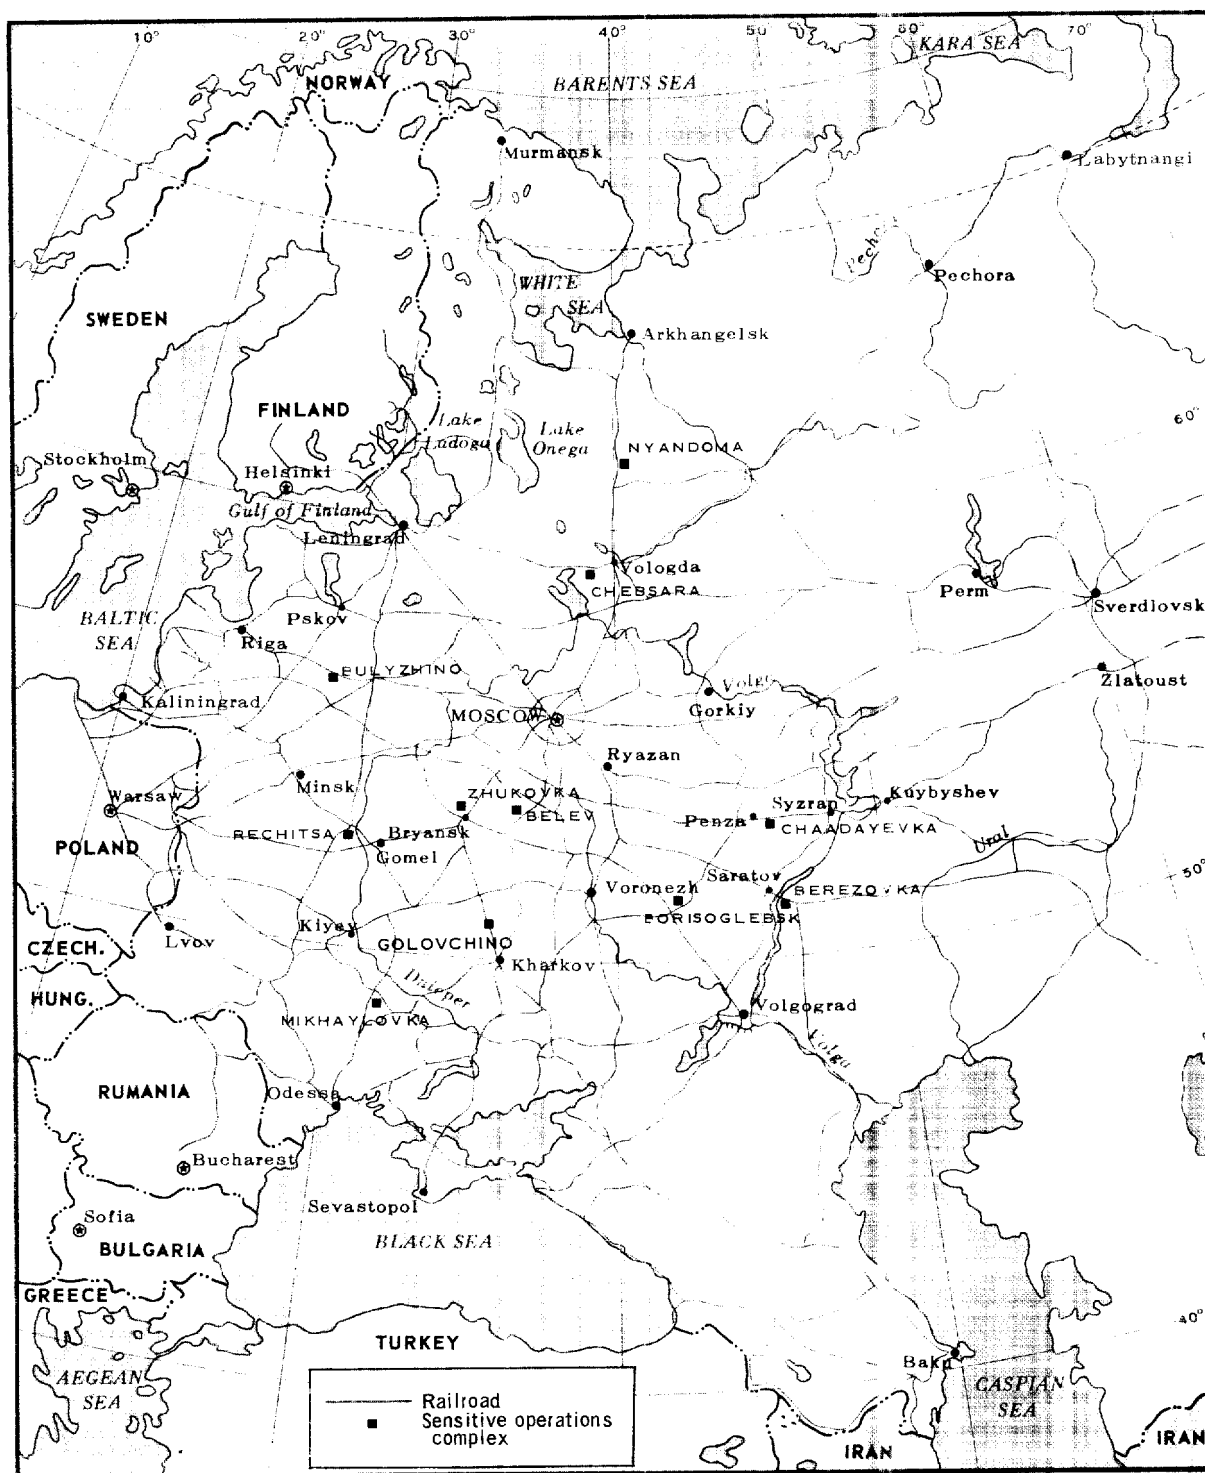 10° 20° 30° 40° 50° 60° 70°
KARA SEA
NORWAY
BARENTS SEA
Murmansk
Labytnangi
Pechora
WHITE
SEA
SWEDEN
Arkhangelsk
FINLAND
Lake
Ladoga
Lake
Onega
60°
NYANDOMA
Stockholm
Helsinki
Gulf of Finland
Leningrad
Vologda
CHEBSARA
Perm
Sverdlovsk
BALTIC
SEA
Pskov
Riga
BULYZHINO
Zlatoust
Kaliningrad
Volga
Gorkiy
MOSCOW
Ryazan
Minsk
Warsaw
ZHUKOVKA
BELEV
Kuybyshev
Syzran
Penza
CHAADAYEVKA
RECHITSA
Bryansk
Gomel
POLAND
Ural
50°
Saratov
Voronezh
BEREZOVKA
BORISOGLEBSK
Lvov
Kiyev
CZECH.
GOLOVCHINO
Kharkov
HUNG.
Dnieper
Volgograd
MIKHAYLOVKA
Volga
RUMANIA
Odessa
Bucharest
Sevastopol
Sofia
BULGARIA
BLACK SEA
GREECE
40°
TURKEY
Baku
AEGEAN
SEA
CASPIAN
SEA
Railroad
Sensitive operations
complex
IRAN
IRAN